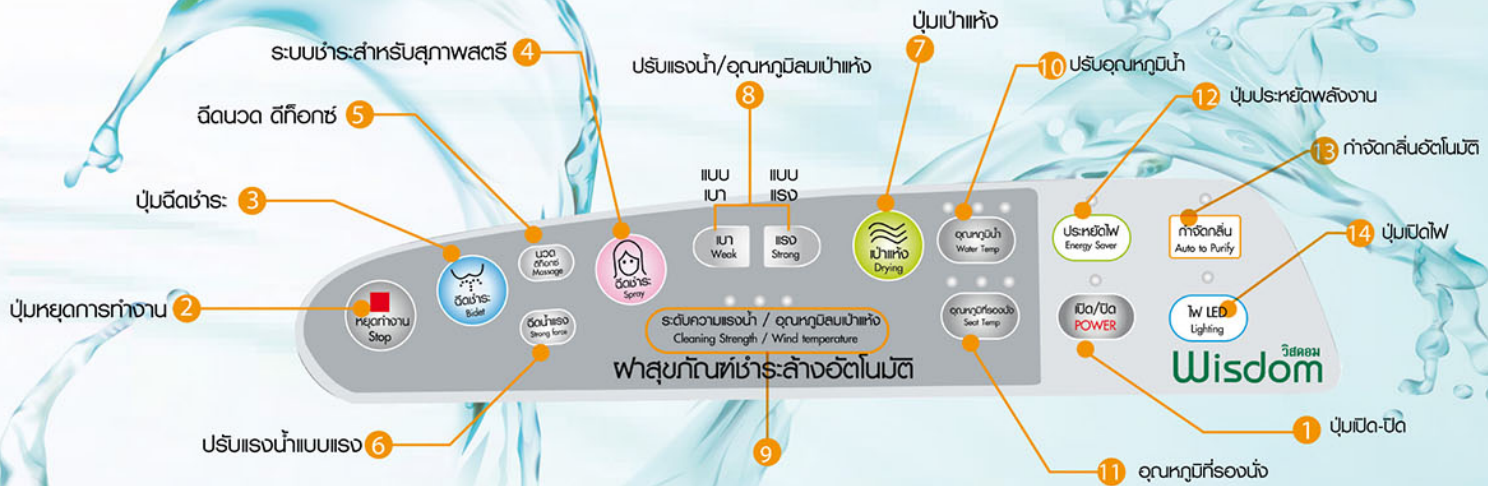 ปุ่มเป่าแห้ง
7
ระบบชำระสำหรับสุภาพสตรี 4
ปรับแรงน้ำ/อุณหภูมิลมเป่าแห้ง
8
10 ปรับอุณหภูมิน้ำ
12 ปุ่มประหยัดพลังงาน
ฉีดนวด ดีท็อกซ์ 5
13 กำจัดกลิ่นอัตโนมัติ
ปุ่มฉีดชำระ 3
แบบ
เบา
แบบ
แรง
14 ปุ่มเปิดไฟ
ปุ่มหยุดการทำงาน 2
หยุดทำงาน
Stop
ฉีดชำระ
Bidet
นวด
ดีท็อกซ์
Massage
ฉีดน้ำแรง
Strong force
ฉีดชำระ
Spray
เบา
Weak
แรง
Strong
เป่าแห้ง
Drying
อุณหภูมิน้ำ
Water Temp
ประหยัดไฟ
Energy Saver
กำจัดกลิ่น
Auto to Purify
ระดับความแรงน้ำ / อุณหภูมิลมเป่าแห้ง
Cleaning Strength / Wind temperature
อุณหภูมิที่รองนั่ง
Seat Temp
เปิด/ปิด
POWER
ไฟ LED
Lighting
ฝาสุขภัณฑ์ชำระล้างอัตโนมัติ
วิสดอม
Wisdom
ปรับแรงน้ำแบบแรง 6
9
1 ปุ่มเปิด-ปิด
11 อุณหภูมิที่รองนั่ง